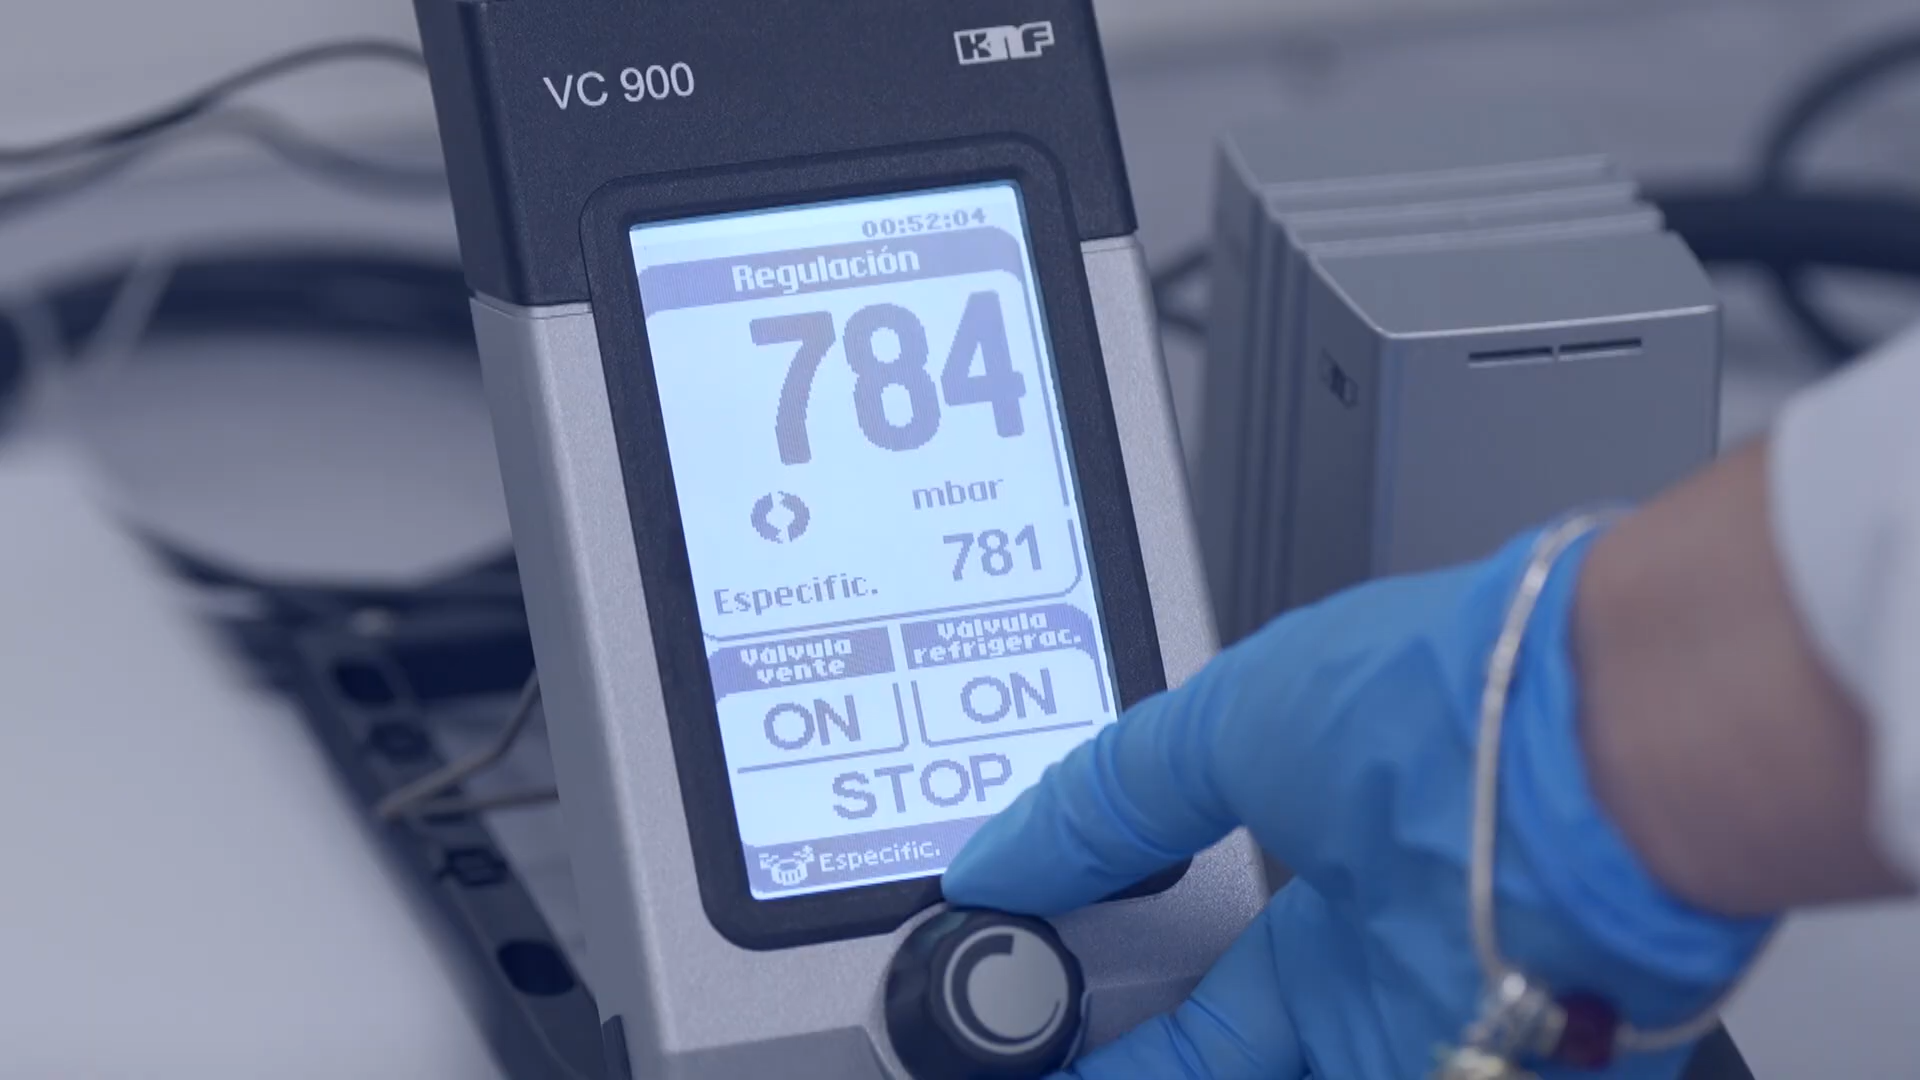 KNF
VC 900
00:52:04
Regulación
784
mbar
781
Especific.
Válvula
vente
Válvula
refrigerac.
ON
ON
STOP
Especific.